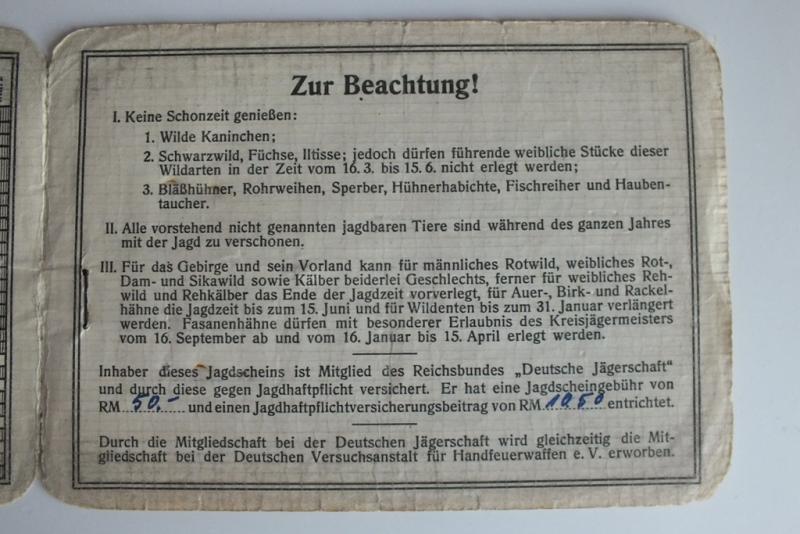 Zur Beachtung!
I. Keine Schonzeit genießen:
1. Wilde Kaninchen;
2. Schwarzwild, Füchse, Iltisse; jedoch dürfen führende weibliche Stücke dieser
Wildarten in der Zeit vom 16. 3. bis 15. 6. nicht erlegt werden;
3. Bläßhühner, Rohrweihen, Sperber, Hühnerhabichte, Fischreiher und Hauben-
taucher.
II. Alle vorstehend nicht genannten jagdbaren Tiere sind während des ganzen Jahres
mit der Jagd zu verschonen.
III. Für das Gebirge und sein Vorland kann für männliches Rotwild, weibliches Rot-,
Dam- und Sikawild sowie Kälber beiderlei Geschlechts, ferner für weibliches Reh-
wild und Rehkälber das Ende der Jagdzeit vorverlegt, für Auer-, Birk- und Rackel-
hähne die Jagdzeit bis zum 15. Juni und für Wildenten bis zum 31. Januar verlängert
werden. Fasanenhähne dürfen mit besonderer Erlaubnis des Kreisjägermeisters
vom 16. September ab und vom 16. Januar bis 15. April erlegt werden.
Inhaber dieses Jagdscheins ist Mitglied des Reichsbundes „Deutsche Jägerschaft"
und durch diese gegen Jagdhaftpflicht versichert. Er hat eine Jagdscheingebühr von
RM 50.- und einen Jagdhaftpflichtversicherungsbeitrag von RM 10 50 entrichtet.
Durch die Mitgliedschaft bei der Deutschen Jägerschaft wird gleichzeitig die Mit-
gliedschaft bei der Deutschen Versuchsanstalt für Handfeuerwaffen e. V. erworben.